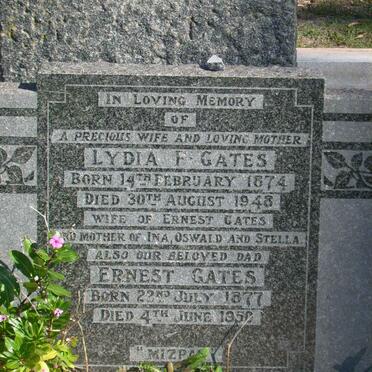 In Loving Memory
of
a precious wife and loving mother
Lydia F Gates
Born 14th February 1874
Died 30th August 1948
wife of Ernest Gates
and mother of Ina, Oswald and Stella
also our beloved dad
Ernest Gates
Born 22nd July 1877
Died 4th June 1950
"Mizpah